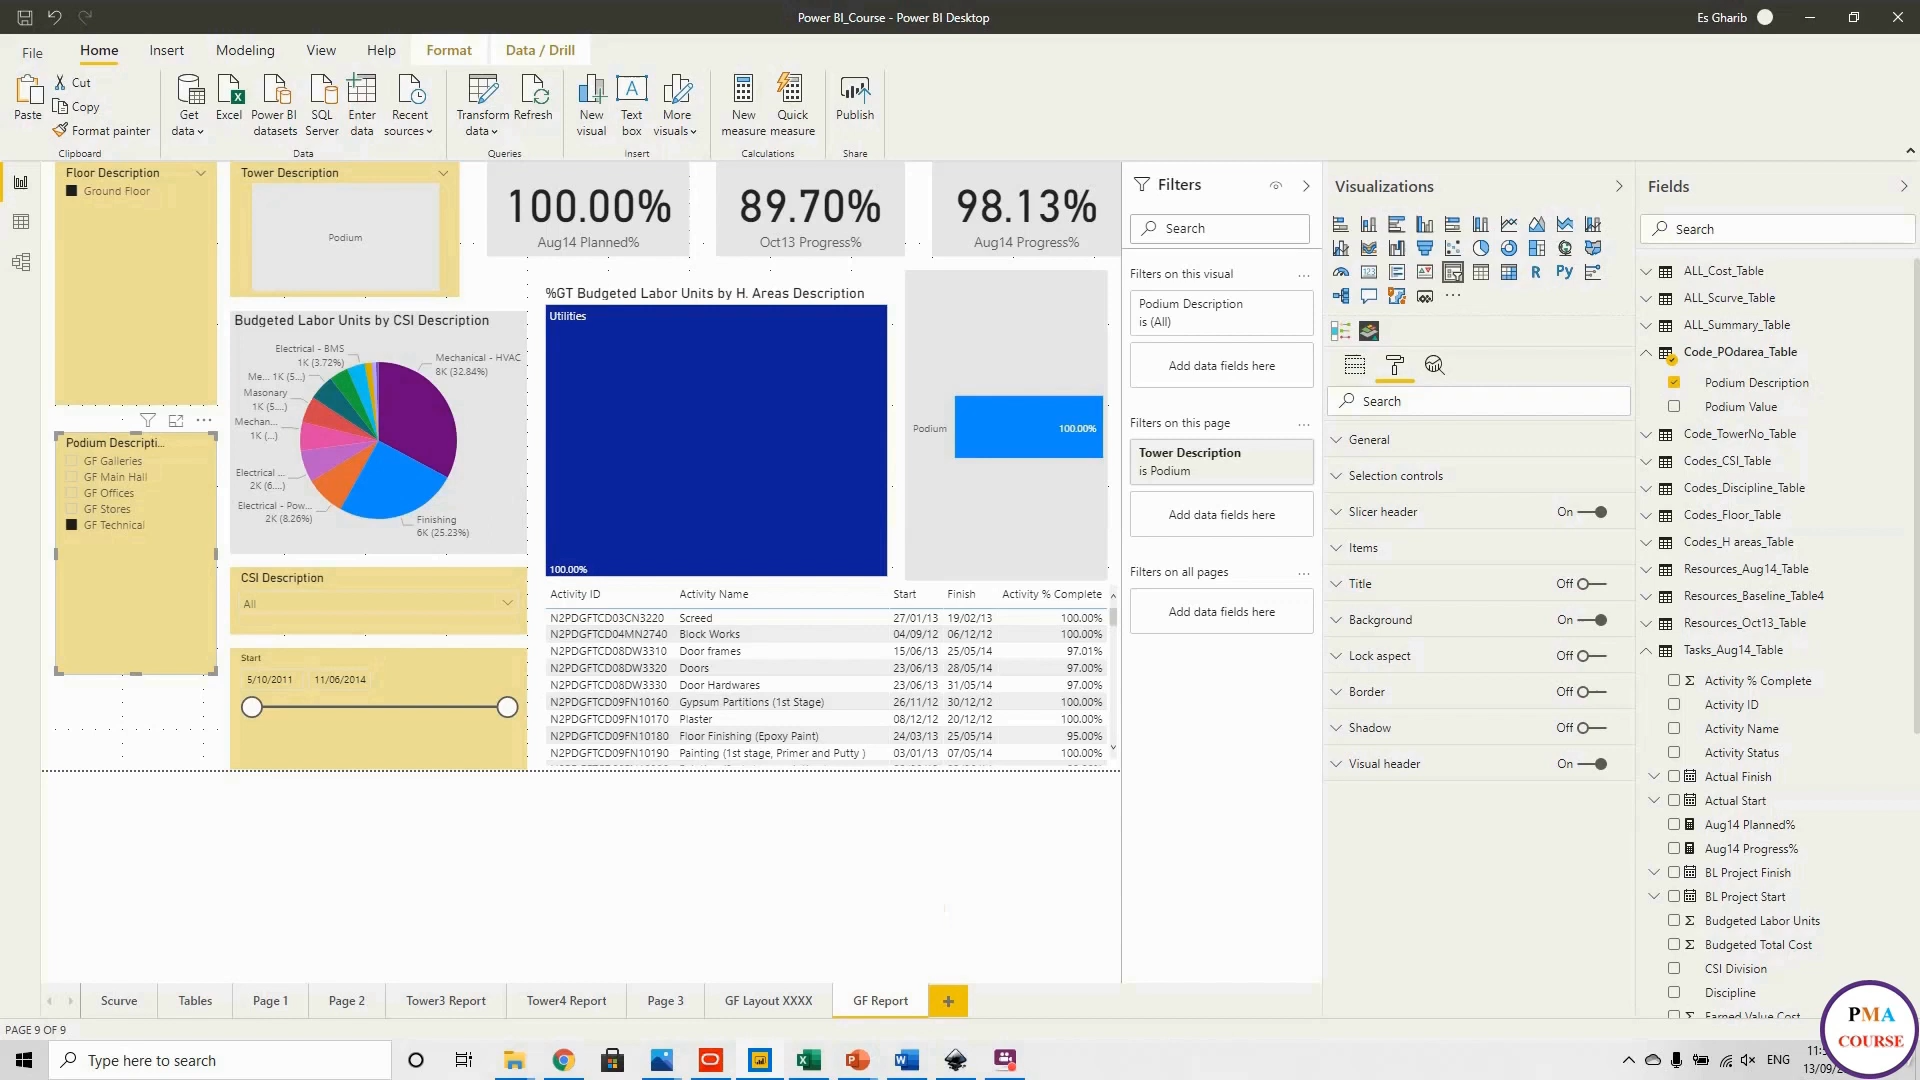 Power BI_Course - Power BI Desktop
Es Gharib
File
Home
Insert
Modeling
View
Help
Format
Data / Drill
Paste
Cut
Copy
Format painter
Clipboard
Get data
Excel
Power BI datasets
SQL Server
Enter data
Recent sources
Data
Transform data
Refresh
Queries
New visual
Text box
More visuals
Insert
New measure
Quick measure
Calculations
Publish
Share
Floor Description
Ground Floor
Tower Description
Podium
100.00%
Aug14 Planned%
89.70%
Oct13 Progress%
98.13%
Aug14 Progress%
Budgeted Labor Units by CSI Description
Electrical - BMS
1K (3.72%)
Me... 1K (5...)
Masonary
1K (5...)
Mechan...
1K (...)
Electrical ...
2K (6....)
Electrical - Pow...
2K (8.26%)
Mechanical - HVAC
8K (32.84%)
Finishing
6K (25.23%)
%GT Budgeted Labor Units by H. Areas Description
Utilities
100.00%
Podium
100.00%
Podium Descripti...
GF Galleries
GF Main Hall
GF Offices
GF Stores
GF Technical
CSI Description
All
Start
5/10/2011
11/06/2014
Activity ID Activity Name Start Finish Activity % Complete
N2PDGFTCD03CN3220 Screed 27/01/13 19/02/13 100.00%
N2PDGFTCD04MN2740 Block Works 04/09/12 06/12/12 100.00%
N2PDGFTCD08DW3310 Door frames 15/06/13 25/05/14 97.01%
N2PDGFTCD08DW3320 Doors 23/06/13 28/05/14 97.00%
N2PDGFTCD08DW3330 Door Hardwares 23/06/13 31/05/14 97.00%
N2PDGFTCD09FN10160 Gypsum Partitions (1st Stage) 26/11/12 30/12/12 100.00%
N2PDGFTCD09FN10170 Plaster 08/12/12 20/12/12 100.00%
N2PDGFTCD09FN10180 Floor Finishing (Epoxy Paint) 24/03/13 25/05/14 95.00%
N2PDGFTCD09FN10190 Painting (1st stage, Primer and Putty ) 03/01/13 07/05/14 100.00%
Filters
Search
Filters on this visual
Podium Description
is (All)
Add data fields here
Filters on this page
Tower Description
is Podium
Add data fields here
Filters on all pages
Add data fields here
Visualizations
R Py
Search
General
Selection controls
Slicer header On
Items
Title Off
Background On
Lock aspect Off
Border Off
Shadow Off
Visual header On
Fields
Search
ALL_Cost_Table
ALL_Scurve_Table
ALL_Summary_Table
Code_POdarea_Table
Podium Description
Podium Value
Code_TowerNo_Table
Codes_CSI_Table
Codes_Discipline_Table
Codes_Floor_Table
Codes_H areas_Table
Resources_Aug14_Table
Resources_Baseline_Table4
Resources_Oct13_Table
Tasks_Aug14_Table
Activity % Complete
Activity ID
Activity Name
Activity Status
Actual Finish
Actual Start
Aug14 Planned%
Aug14 Progress%
BL Project Finish
BL Project Start
Budgeted Labor Units
Budgeted Total Cost
CSI Division
Discipline
Earned Value Cost
Scurve
Tables
Page 1
Page 2
Tower3 Report
Tower4 Report
Page 3
GF Layout XXXX
GF Report
PAGE 9 OF 9
Type here to search
ENG
PMA
COURSE